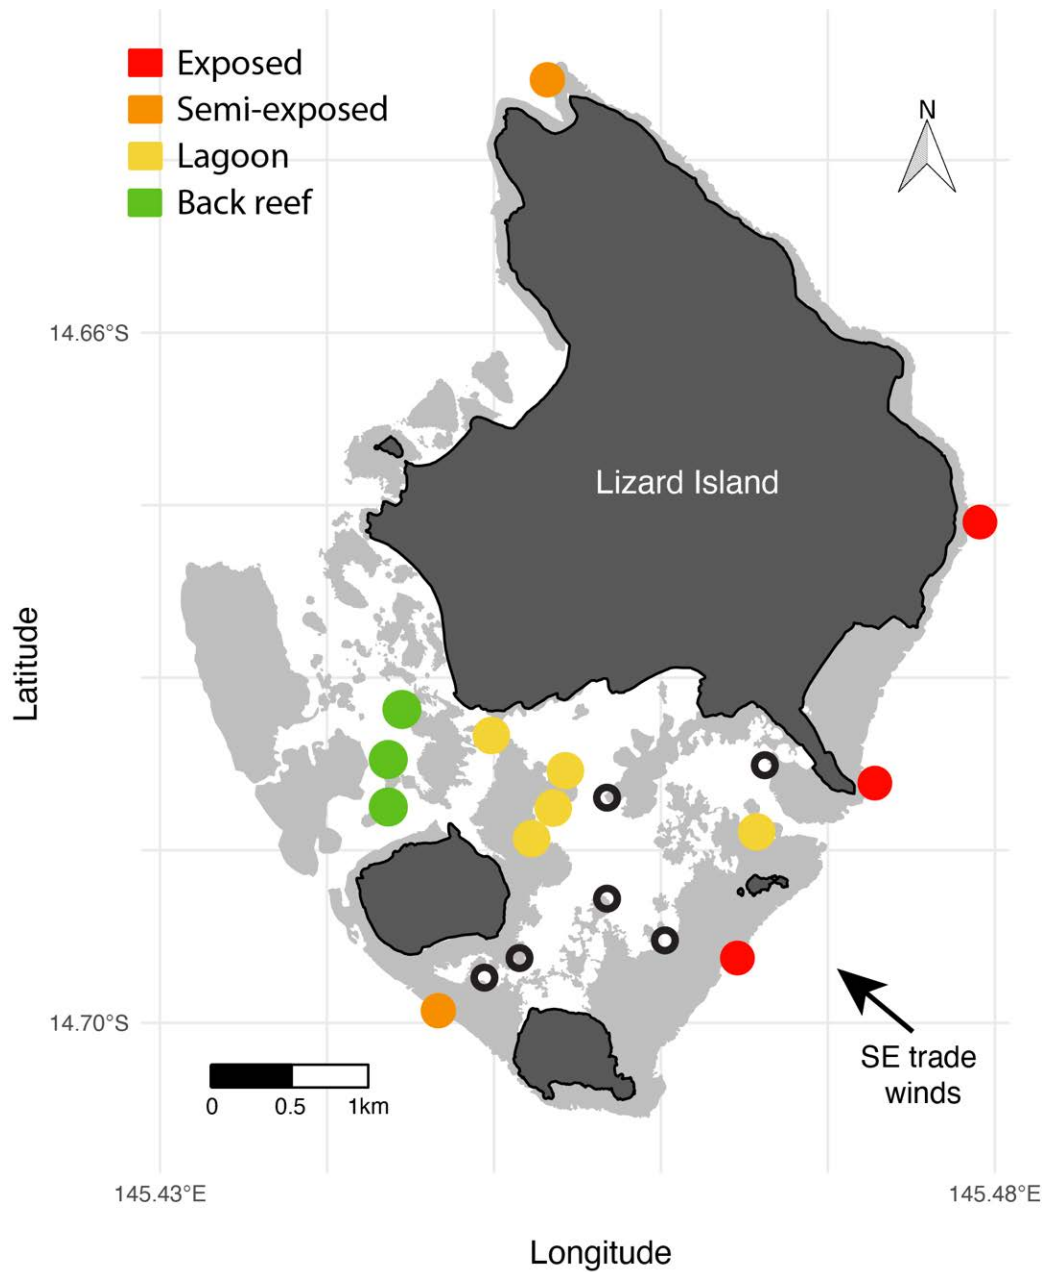 Exposed
Semi-exposed
Lagoon
Back reef
N
14.66°S
Lizard Island
Latitude
14.70°S
SE trade
winds
0 0.5 1km
145.43°E 145.48°E
Longitude